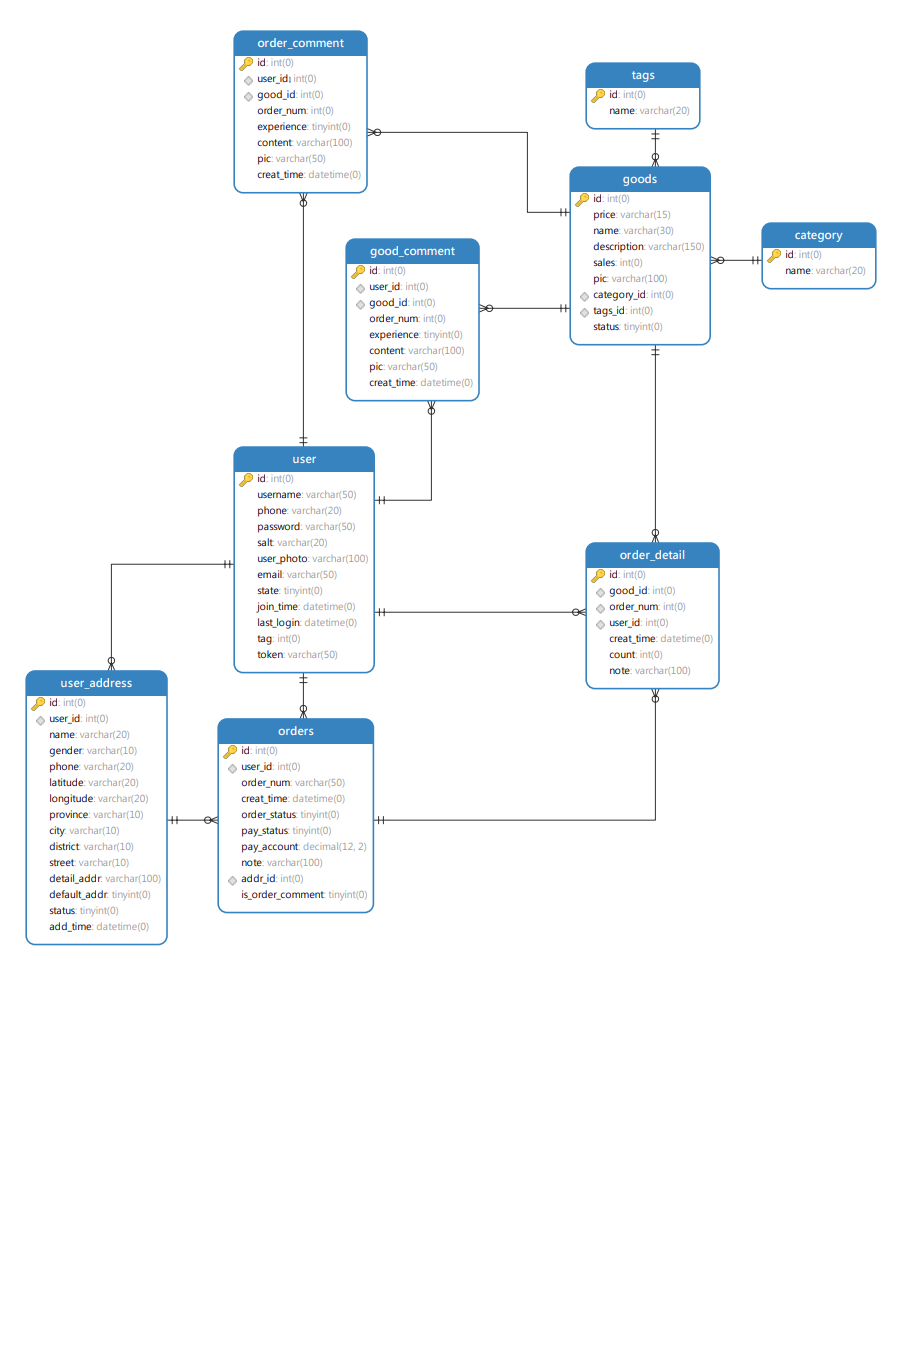 order_comment
id: int(0)
user_id: int(0)
good_id: int(0)
order_num: int(0)
experience: tinyint(0)
content: varchar(100)
pic: varchar(50)
creat_time: datetime(0)
tags
id: int(0)
name: varchar(20)
goods
id: int(0)
price: varchar(15)
name: varchar(30)
description: varchar(150)
sales: int(0)
pic: varchar(100)
category_id: int(0)
tags_id: int(0)
status: tinyint(0)
category
id: int(0)
name: varchar(20)
good_comment
id: int(0)
user_id: int(0)
good_id: int(0)
order_num: int(0)
experience: tinyint(0)
content: varchar(100)
pic: varchar(50)
creat_time: datetime(0)
user
id: int(0)
username: varchar(50)
phone: varchar(20)
password: varchar(50)
salt: varchar(20)
user_photo: varchar(100)
email: varchar(50)
state: tinyint(0)
join_time: datetime(0)
last_login: datetime(0)
tag: int(0)
token: varchar(50)
order_detail
id: int(0)
good_id: int(0)
order_num: int(0)
user_id: int(0)
creat_time: datetime(0)
count: int(0)
note: varchar(100)
user_address
id: int(0)
user_id: int(0)
name: varchar(20)
gender: varchar(10)
phone: varchar(20)
latitude: varchar(20)
longitude: varchar(20)
province: varchar(10)
city: varchar(10)
district: varchar(10)
street: varchar(10)
detail_addr: varchar(100)
default_addr: tinyint(0)
status: tinyint(0)
add_time: datetime(0)
orders
id: int(0)
user_id: int(0)
order_num: varchar(50)
creat_time: datetime(0)
order_status: tinyint(0)
pay_status: tinyint(0)
pay_account: decimal(12, 2)
note: varchar(100)
addr_id: int(0)
is_order_comment: tinyint(0)